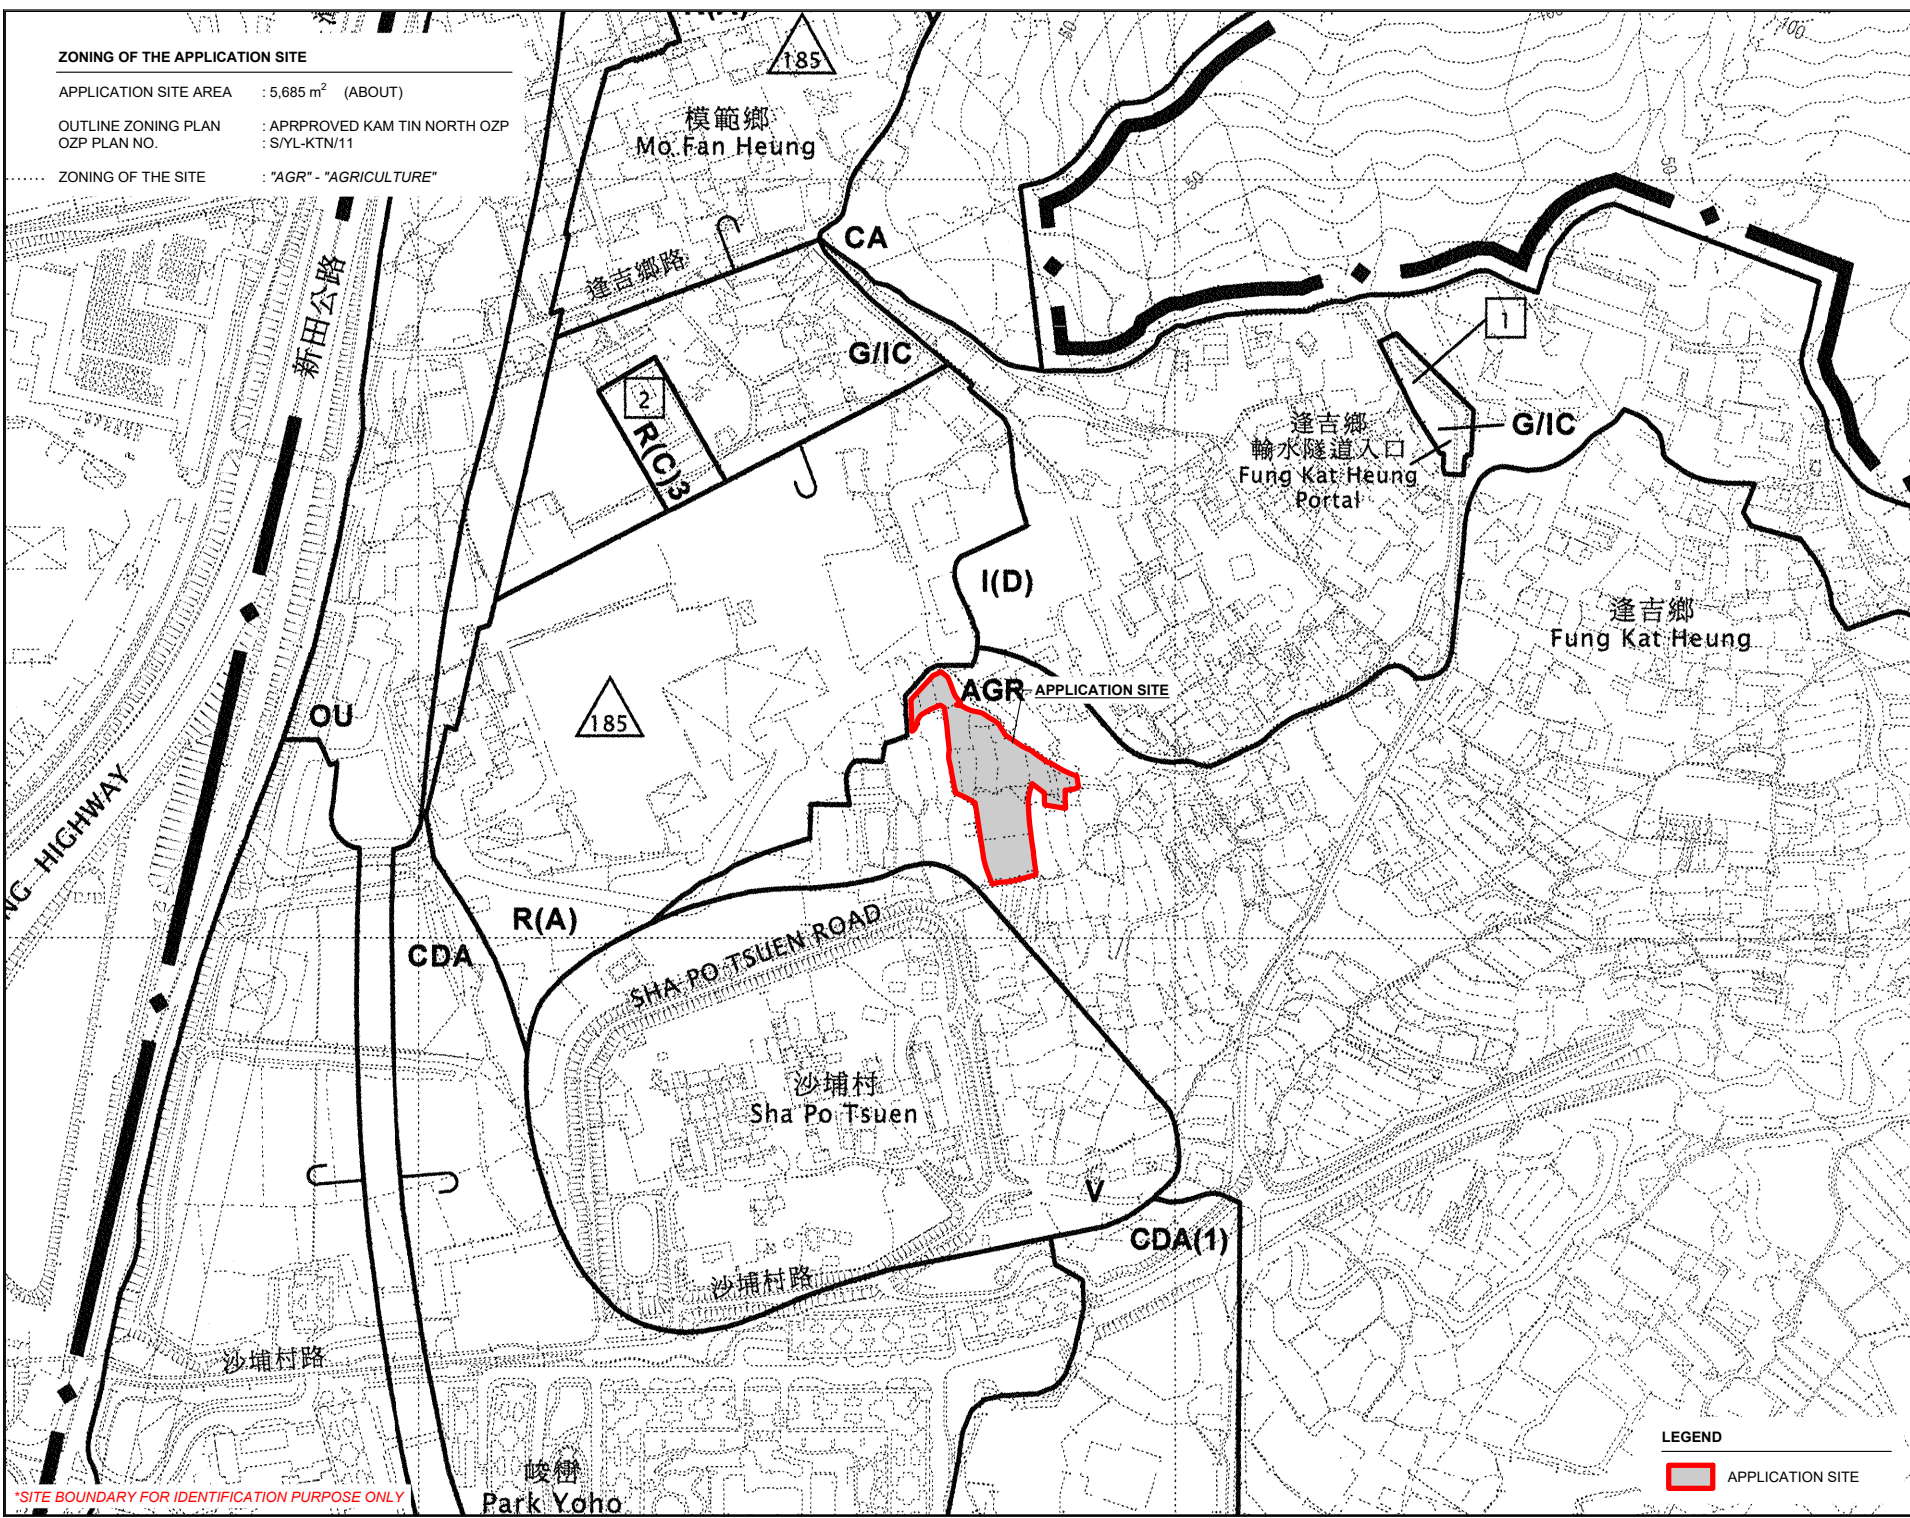 ZONING OF THE APPLICATION SITE
APPLICATION SITE AREA : 5,685 m² (ABOUT)
OUTLINE ZONING PLAN : APRPROVED KAM TIN NORTH OZP
OZP PLAN NO. : S/YL-KTN/11
ZONING OF THE SITE : "AGR" - "AGRICULTURE"
185
100
50
模範鄉
Mo Fan Heung
50
50
CA
逢吉鄉路
新田公路
1
G/IC
2
R(C)3
逢吉鄉
輸水隧道入口
Fung Kat Heung
Portal
G/IC
I(D)
逢吉鄉
Fung Kat Heung
AGR
APPLICATION SITE
OU
185
HIGHWAY
R(A)
CDA
SHA PO TSUEN ROAD
沙埔村
Sha Po Tsuen
V
CDA(1)
沙埔村路
沙埔村路
峻巒
Park Yoho
LEGEND
APPLICATION SITE
*SITE BOUNDARY FOR IDENTIFICATION PURPOSE ONLY